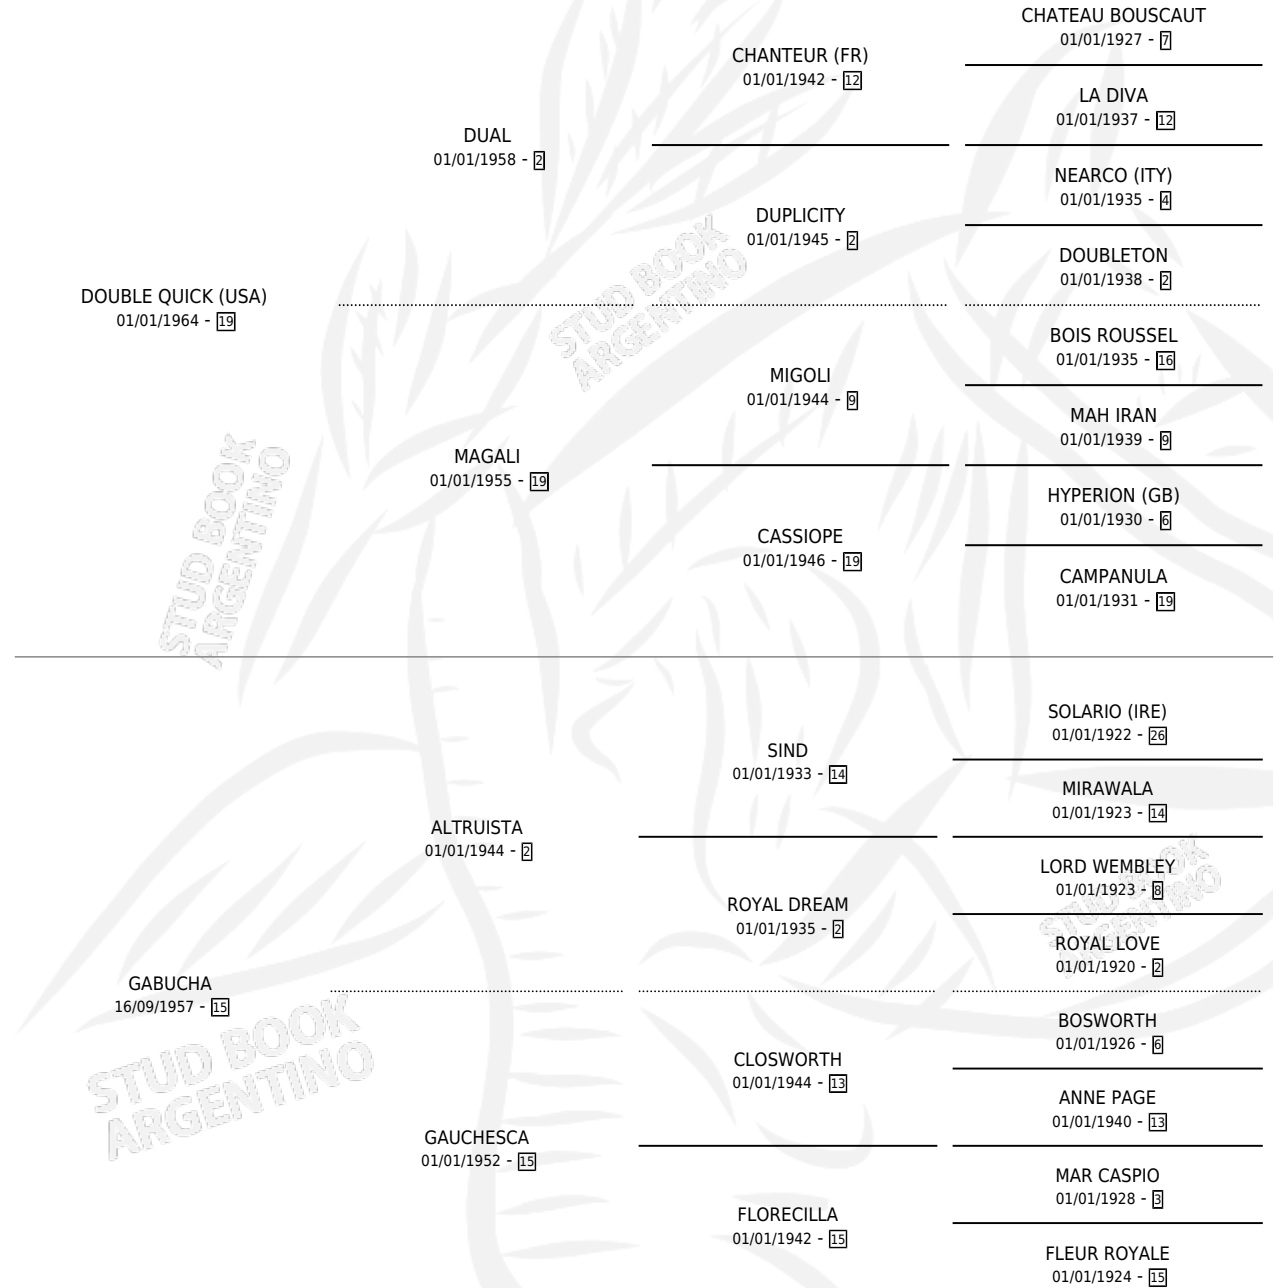 CHATEAU BOUSCAUT
01/01/1927 - 7
CHANTEUR (FR)
01/01/1942 - 12
LA DIVA
01/01/1937 - 12
DUAL
01/01/1958 - 2
NEARCO (ITY)
01/01/1935 - 4
DUPLICITY
01/01/1945 - 2
DOUBLETON
01/01/1938 - 2
DOUBLE QUICK (USA)
01/01/1964 - 19
BOIS ROUSSEL
01/01/1935 - 16
MIGOLI
01/01/1944 - 9
MAH IRAN
01/01/1939 - 9
MAGALI
01/01/1955 - 19
HYPERION (GB)
01/01/1930 - 6
CASSIOPE
01/01/1946 - 19
CAMPANULA
01/01/1931 - 19
STUD BOOK
ARGENTINO
STUD BOOK
ARGENTINO
SOLARIO (IRE)
01/01/1922 - 26
SIND
01/01/1933 - 14
MIRAWALA
01/01/1923 - 14
ALTRUISTA
01/01/1944 - 2
LORD WEMBLEY
01/01/1923 - 8
ROYAL DREAM
01/01/1935 - 2
ROYAL LOVE
01/01/1920 - 2
STUD BOOK
ARGENTINO
GABUCHA
16/09/1957 - 15
BOSWORTH
01/01/1926 - 6
CLOSWORTH
01/01/1944 - 13
ANNE PAGE
01/01/1940 - 13
GAUCHESCA
01/01/1952 - 15
MAR CASPIO
01/01/1928 - 3
FLORECILLA
01/01/1942 - 15
FLEUR ROYALE
01/01/1924 - 15
STUD BOOK
ARGENTINO